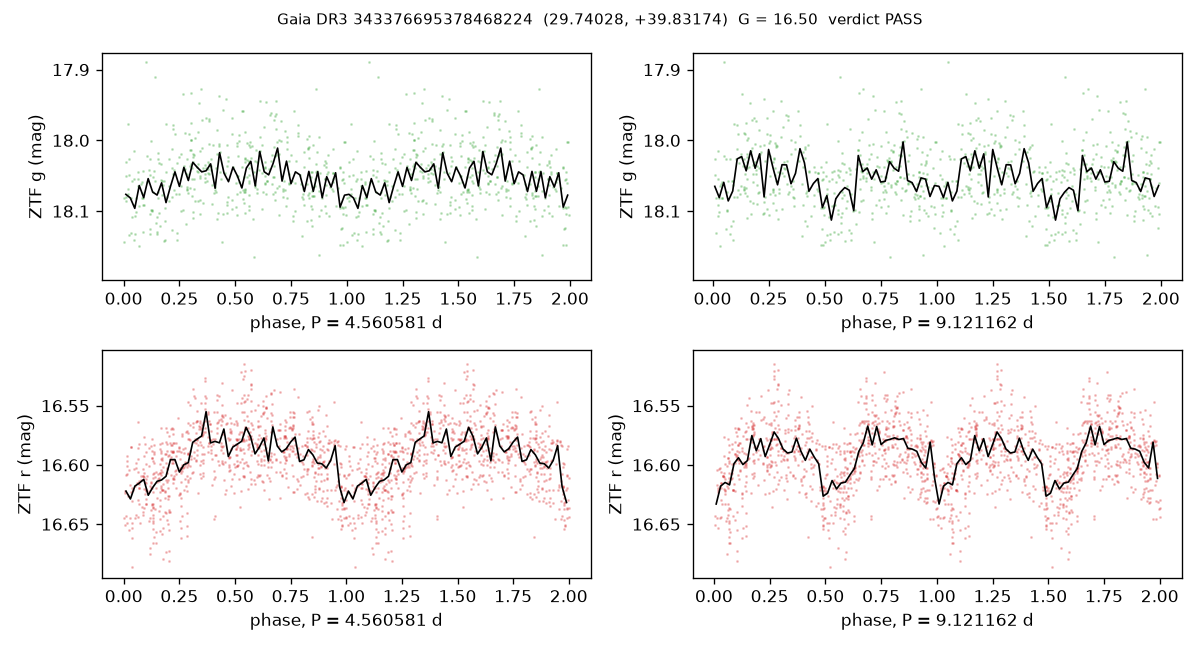 Gaia DR3 343376695378468224  (29.74028, +39.83174)  G = 16.50  verdict PASS
ZTF g (mag)
17.9
18.0
18.1
0.00 0.25 0.50 0.75 1.00 1.25 1.50 1.75 2.00
phase, P = 4.560581 d
ZTF g (mag)
17.9
18.0
18.1
0.00 0.25 0.50 0.75 1.00 1.25 1.50 1.75 2.00
phase, P = 9.121162 d
ZTF r (mag)
16.55
16.60
16.65
0.00 0.25 0.50 0.75 1.00 1.25 1.50 1.75 2.00
phase, P = 4.560581 d
ZTF r (mag)
16.55
16.60
16.65
0.00 0.25 0.50 0.75 1.00 1.25 1.50 1.75 2.00
phase, P = 9.121162 d